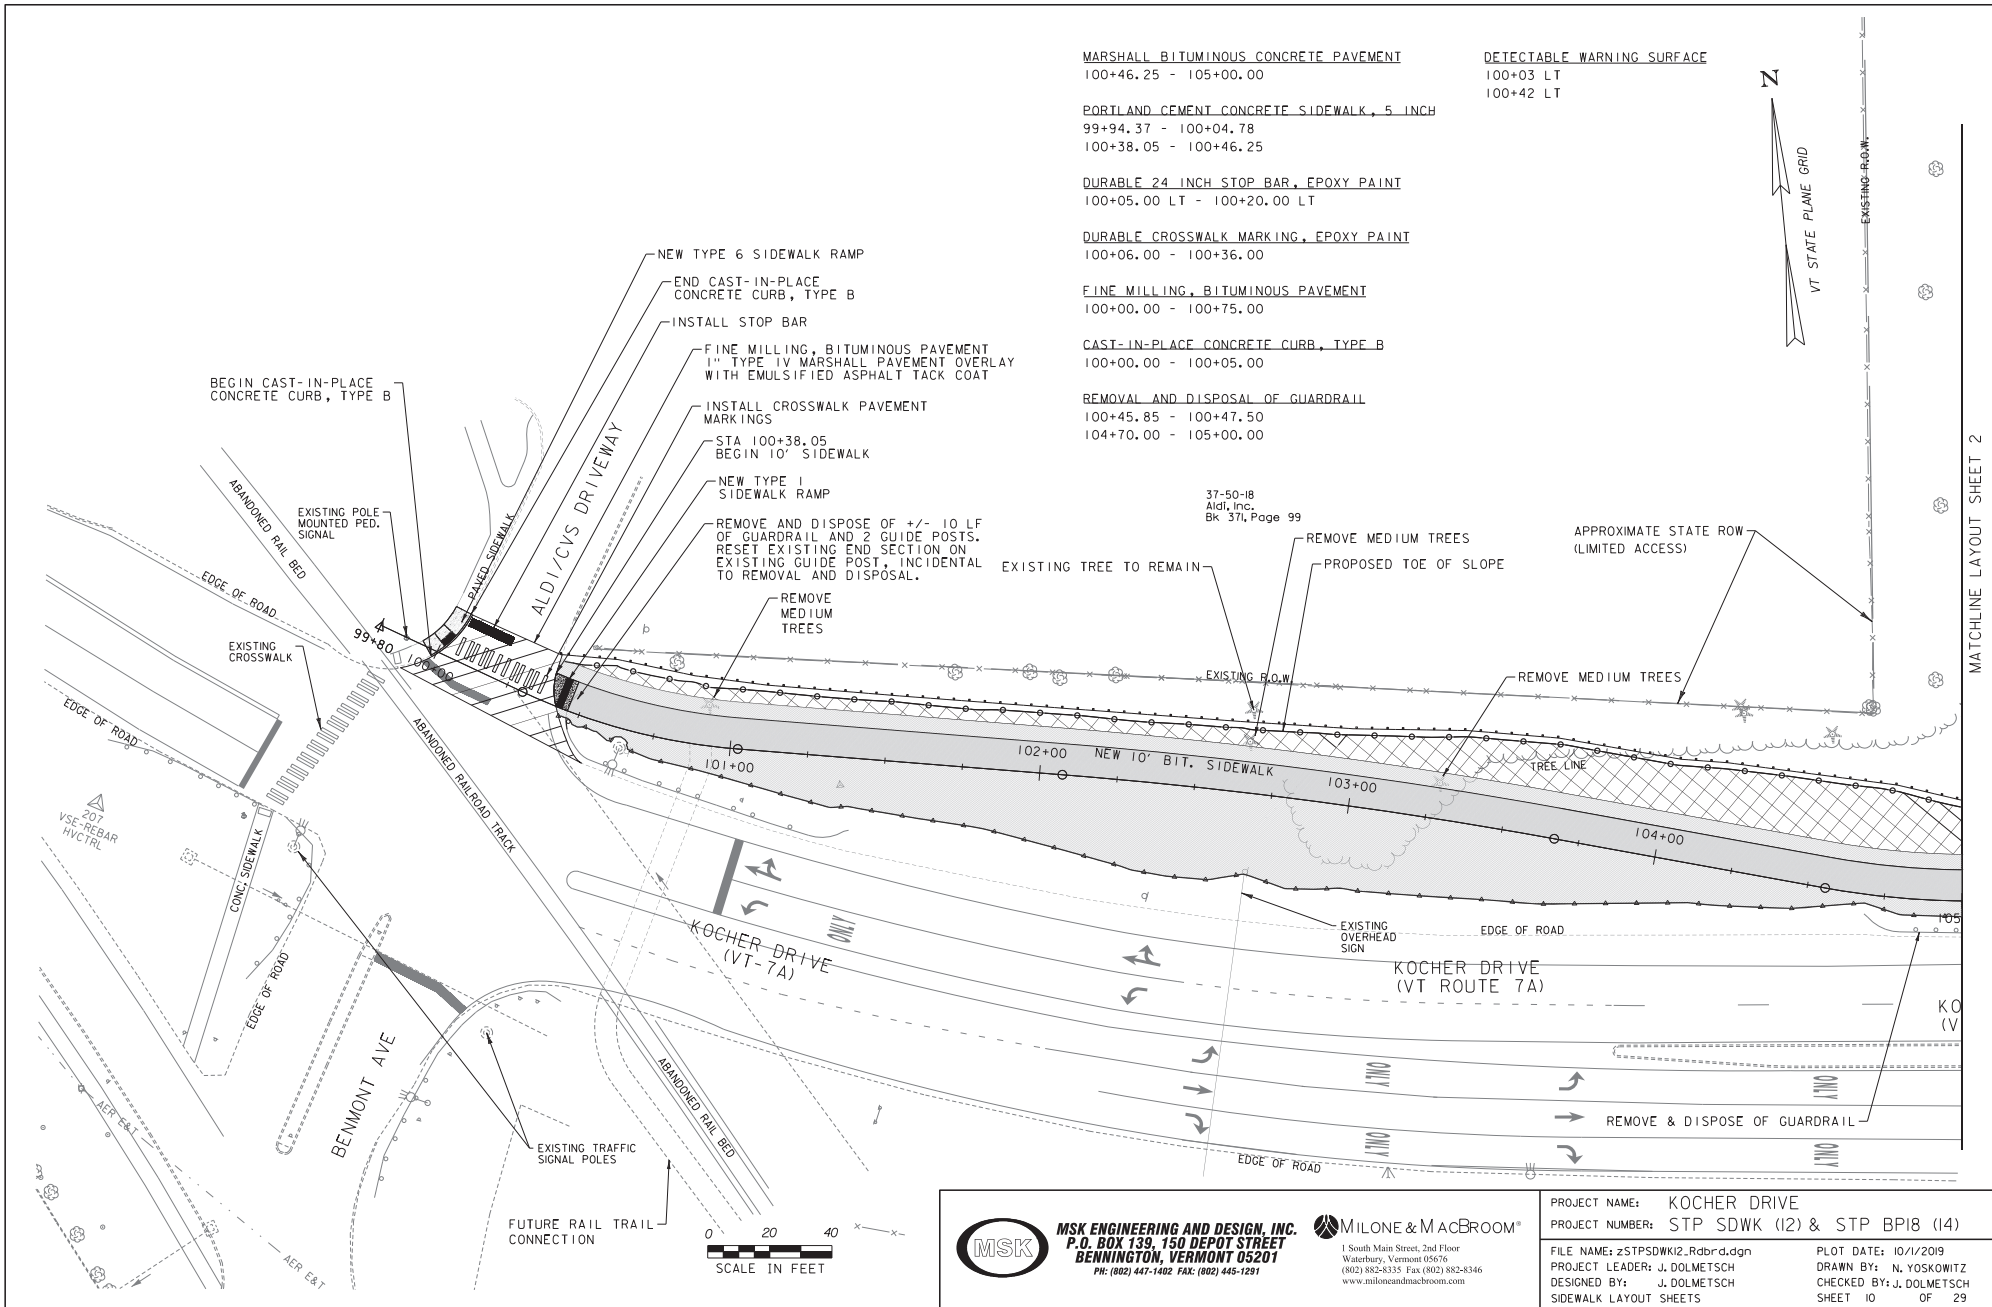 MARSHALL BITUMINOUS CONCRETE PAVEMENT
100+46.25 - 105+00.00
PORTLAND CEMENT CONCRETE SIDEWALK, 5 INCH
99+94.37 - 100+04.78
100+38.05 - 100+46.25
DURABLE 24 INCH STOP BAR, EPOXY PAINT
100+05.00 LT - 100+20.00 LT
DURABLE CROSSWALK MARKING, EPOXY PAINT
100+06.00 - 100+36.00
FINE MILLING, BITUMINOUS PAVEMENT
100+00.00 - 100+75.00
CAST-IN-PLACE CONCRETE CURB, TYPE B
100+00.00 - 100+05.00
REMOVAL AND DISPOSAL OF GUARDRAIL
100+45.85 - 100+47.50
104+70.00 - 105+00.00
DETECTABLE WARNING SURFACE
100+03 LT
100+42 LT
N
VT STATE PLANE GRID
EXISTING R.O.W.
MATCHLINE LAYOUT SHEET 2
NEW TYPE 6 SIDEWALK RAMP
END CAST-IN-PLACE
CONCRETE CURB, TYPE B
INSTALL STOP BAR
FINE MILLING, BITUMINOUS PAVEMENT
1" TYPE IV MARSHALL PAVEMENT OVERLAY
WITH EMULSIFIED ASPHALT TACK COAT
INSTALL CROSSWALK PAVEMENT
MARKINGS
STA 100+38.05
BEGIN 10' SIDEWALK
NEW TYPE 1
SIDEWALK RAMP
REMOVE AND DISPOSE OF +/- 10 LF
OF GUARDRAIL AND 2 GUIDE POSTS.
RESET EXISTING END SECTION ON
EXISTING GUIDE POST, INCIDENTAL
TO REMOVAL AND DISPOSAL.
REMOVE
MEDIUM
TREES
BEGIN CAST-IN-PLACE
CONCRETE CURB, TYPE B
ABANDONED RAIL BED
EXISTING POLE
MOUNTED PED.
SIGNAL
PAVED SIDEWALK
ALDI/CVS DRIVEWAY
EDGE OF ROAD
EXISTING
CROSSWALK
99+80
100+00
EDGE OF ROAD
37-50-18
Aldi, Inc.
Bk 371, Page 99
EXISTING TREE TO REMAIN
REMOVE MEDIUM TREES
PROPOSED TOE OF SLOPE
APPROXIMATE STATE ROW
(LIMITED ACCESS)
EXISTING R.O.W.
REMOVE MEDIUM TREES
101+00
102+00
NEW 10' BIT. SIDEWALK
103+00
TREE LINE
104+00
105
ABANDONED RAILROAD TRACK
207
VSE-REBAR
HVCTRL
CONC. SIDEWALK
EDGE OF ROAD
KOCHER DRIVE
(VT-7A)
ONLY
EXISTING
OVERHEAD
SIGN
EDGE OF ROAD
KOCHER DRIVE
(VT ROUTE 7A)
KO
(V
ONLY
ONLY
ONLY
ONLY
REMOVE & DISPOSE OF GUARDRAIL
EDGE OF ROAD
BENMONT AVE
ABANDONED RAIL BED
EXISTING TRAFFIC
SIGNAL POLES
FUTURE RAIL TRAIL
CONNECTION
AER E&T
AER E&T
0 20 40
SCALE IN FEET
MSK
MSK ENGINEERING AND DESIGN, INC.
P.O. BOX 139, 150 DEPOT STREET
BENNINGTON, VERMONT 05201
PH: (802) 447-1402 FAX: (802) 445-1291
MILONE & MACBROOM®
1 South Main Street, 2nd Floor
Waterbury, Vermont 05676
(802) 882-8335 Fax (802) 882-8346
www.miloneandmacbroom.com
PROJECT NAME: KOCHER DRIVE
PROJECT NUMBER: STP SDWK (12) & STP BP18 (14)
FILE NAME: zSTPSDWK12_Rdbrd.dgn
PROJECT LEADER: J. DOLMETSCH
DESIGNED BY: J. DOLMETSCH
SIDEWALK LAYOUT SHEETS
PLOT DATE: 10/1/2019
DRAWN BY: N. YOSKOWITZ
CHECKED BY: J. DOLMETSCH
SHEET 10 OF 29